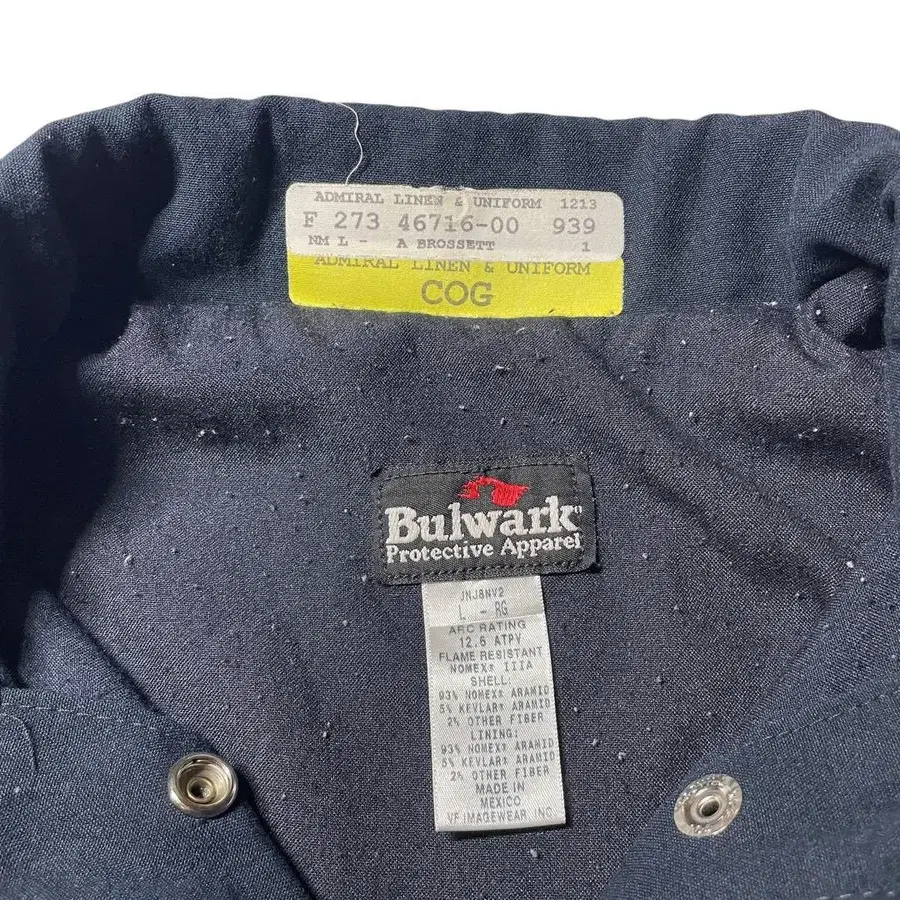 ADMIRAL LINEN & UNIFORM 1213
F 273 46716-00 939
NM L - A BROSSETT 1
ADMIRAL LINEN & UNIFORM
COG
Bulwark
Protective Apparel
JNJ8NV2
L - RG
ARC RATING
12.6 ATPV
FLAME RESISTANT
NOMEX® IIIA
SHELL:
93% NOMEX® ARAMID
5% KEVLAR® ARAMID
2% OTHER FIBER
LINING:
93% NOMEX® ARAMID
5% KEVLAR® ARAMID
2% OTHER FIBER
MADE IN
MEXICO
VF IMAGEWEAR, INC.